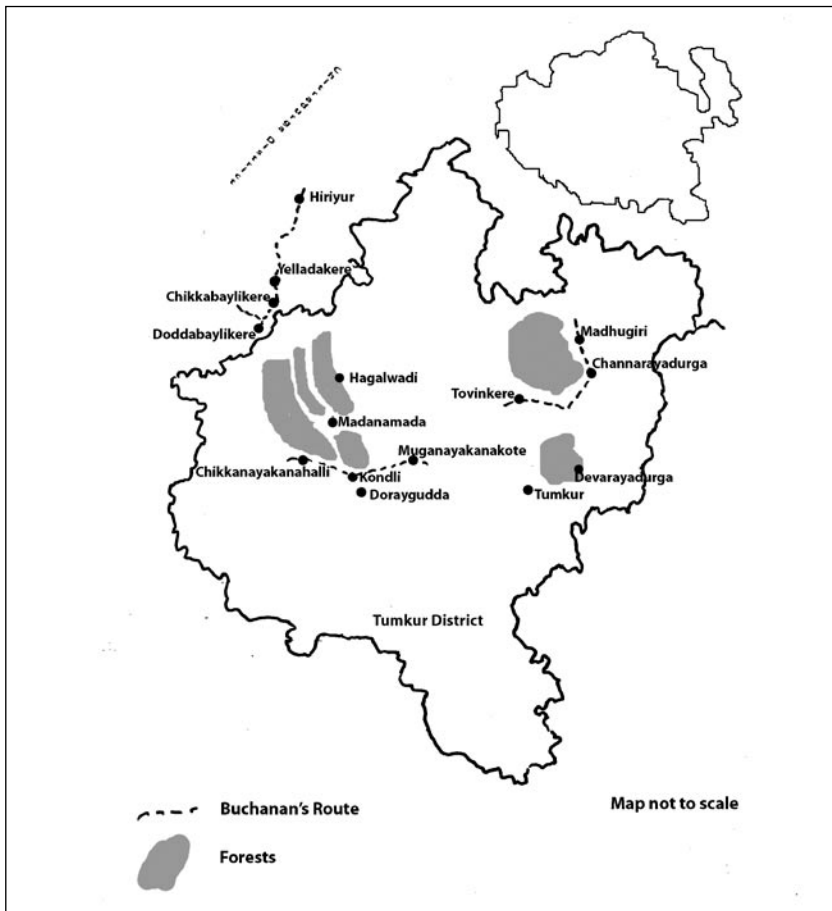 Hiriyur
Yelladakere
Chikkabaylikere
Doddabaylikere
Madhugiri
Channarayadurga
Hagalwadi
Tovinkere
Madanamada
Muganayakanakote
Chikkanayakanahalli
Kondli
Devarayadurga
Doraygudda
Tumkur
Tumkur District
Buchanan's Route
Map not to scale
Forests